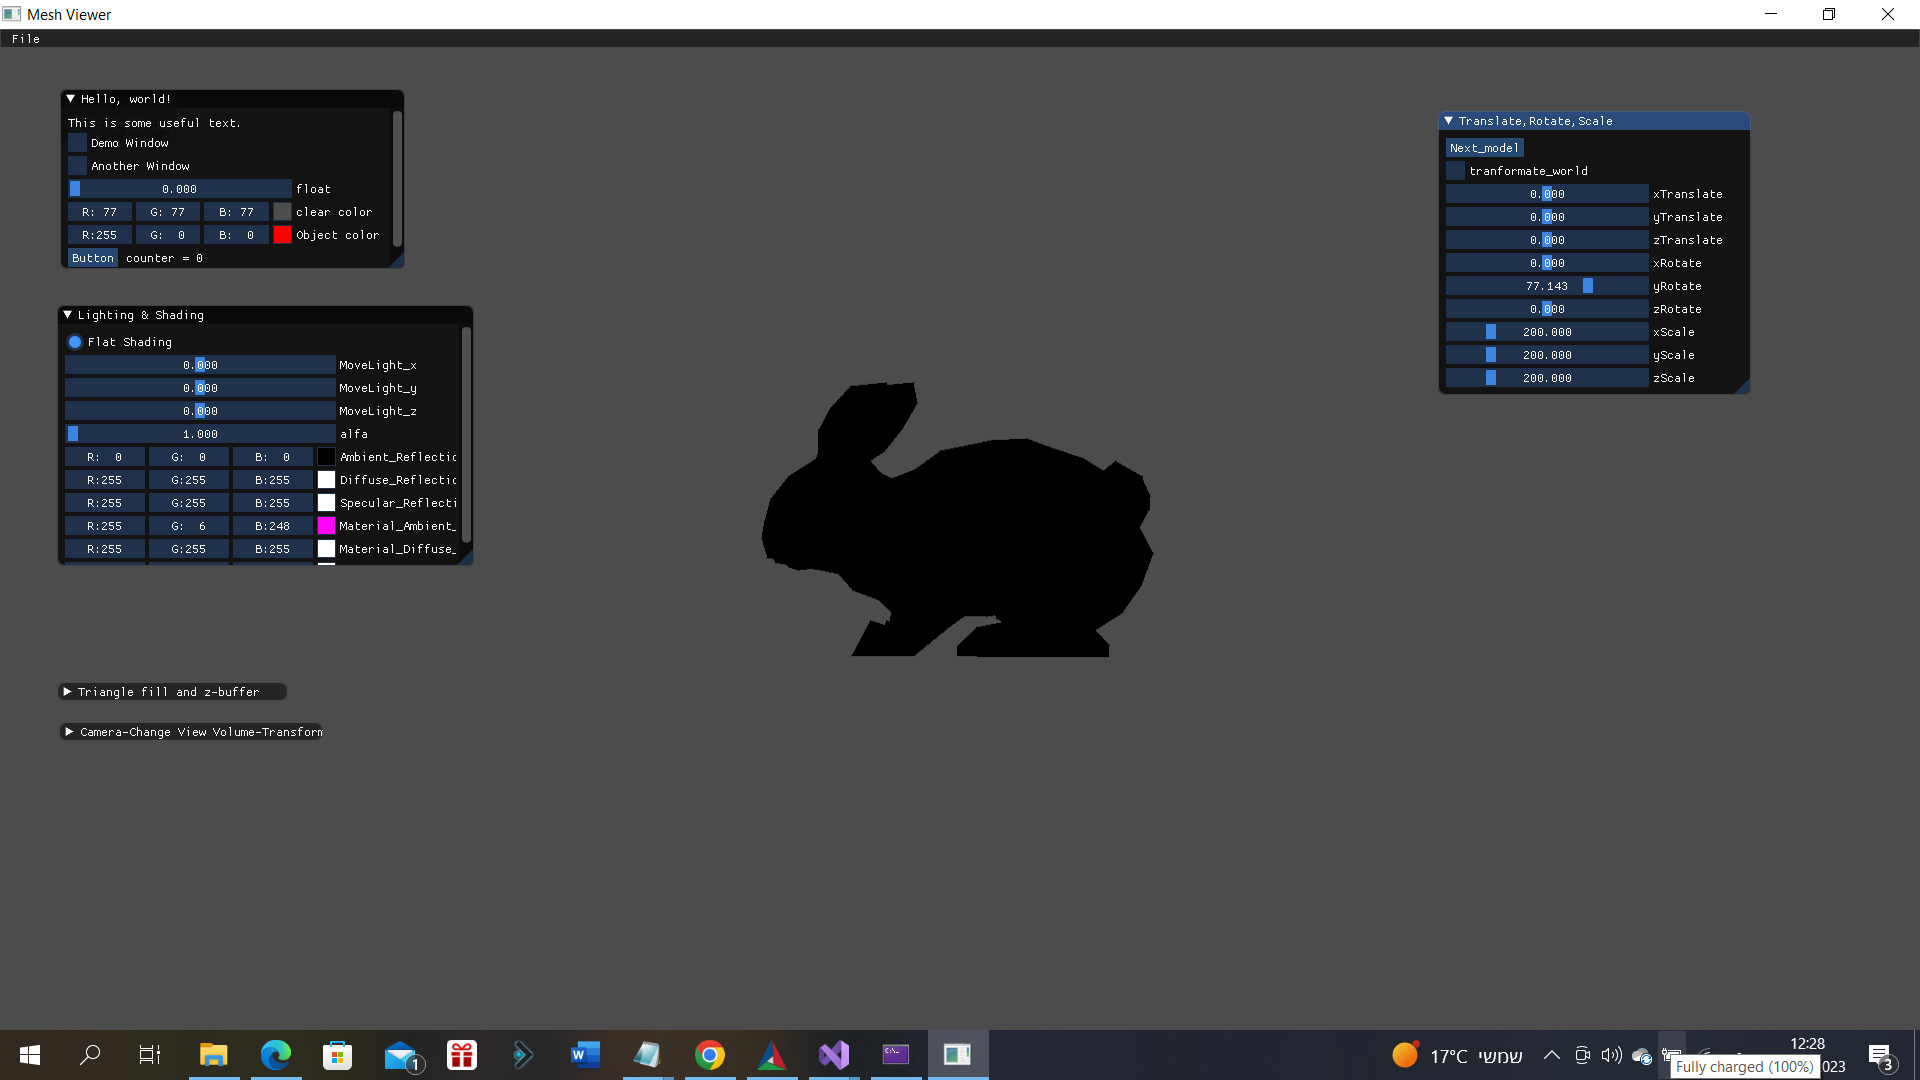 Mesh Viewer
File
Hello, world!
This is some useful text.
Demo Window
Another Window
0.000 float
R: 77 G: 77 B: 77 clear color
R:255 G: 0 B: 0 Object color
Button counter = 0
Lighting & Shading
Flat Shading
0.000 MoveLight_x
0.000 MoveLight_y
0.000 MoveLight_z
1.000 alfa
R: 0 G: 0 B: 0 Ambient_Reflectio
R:255 G:255 B:255 Diffuse_Reflectio
R:255 G:255 B:255 Specular_Reflecti
R:255 G: 6 B:248 Material_Ambient_
R:255 G:255 B:255 Material_Diffuse_
Triangle fill and z-buffer
Camera-Change View Volume-Transform
Translate,Rotate,Scale
Next_model
tranformate_world
0.000 xTranslate
0.000 yTranslate
0.000 zTranslate
0.000 xRotate
77.143 yRotate
0.000 zRotate
200.000 xScale
200.000 yScale
200.000 zScale
1
17°C שמשי
12:28
023
Fully charged (100%)
3